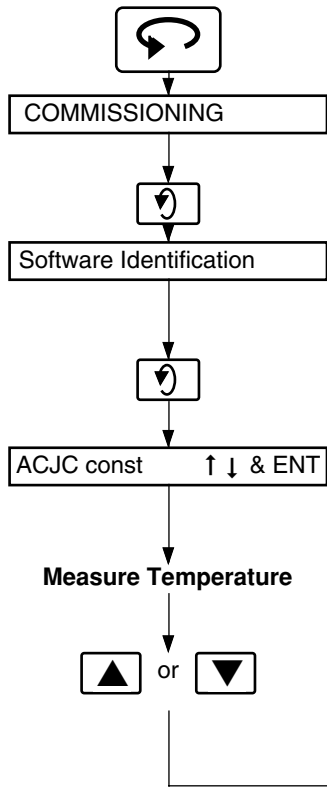 COMMISSIONING
Software Identification
ACJC const ↑ ↓ & ENT
Measure Temperature
or